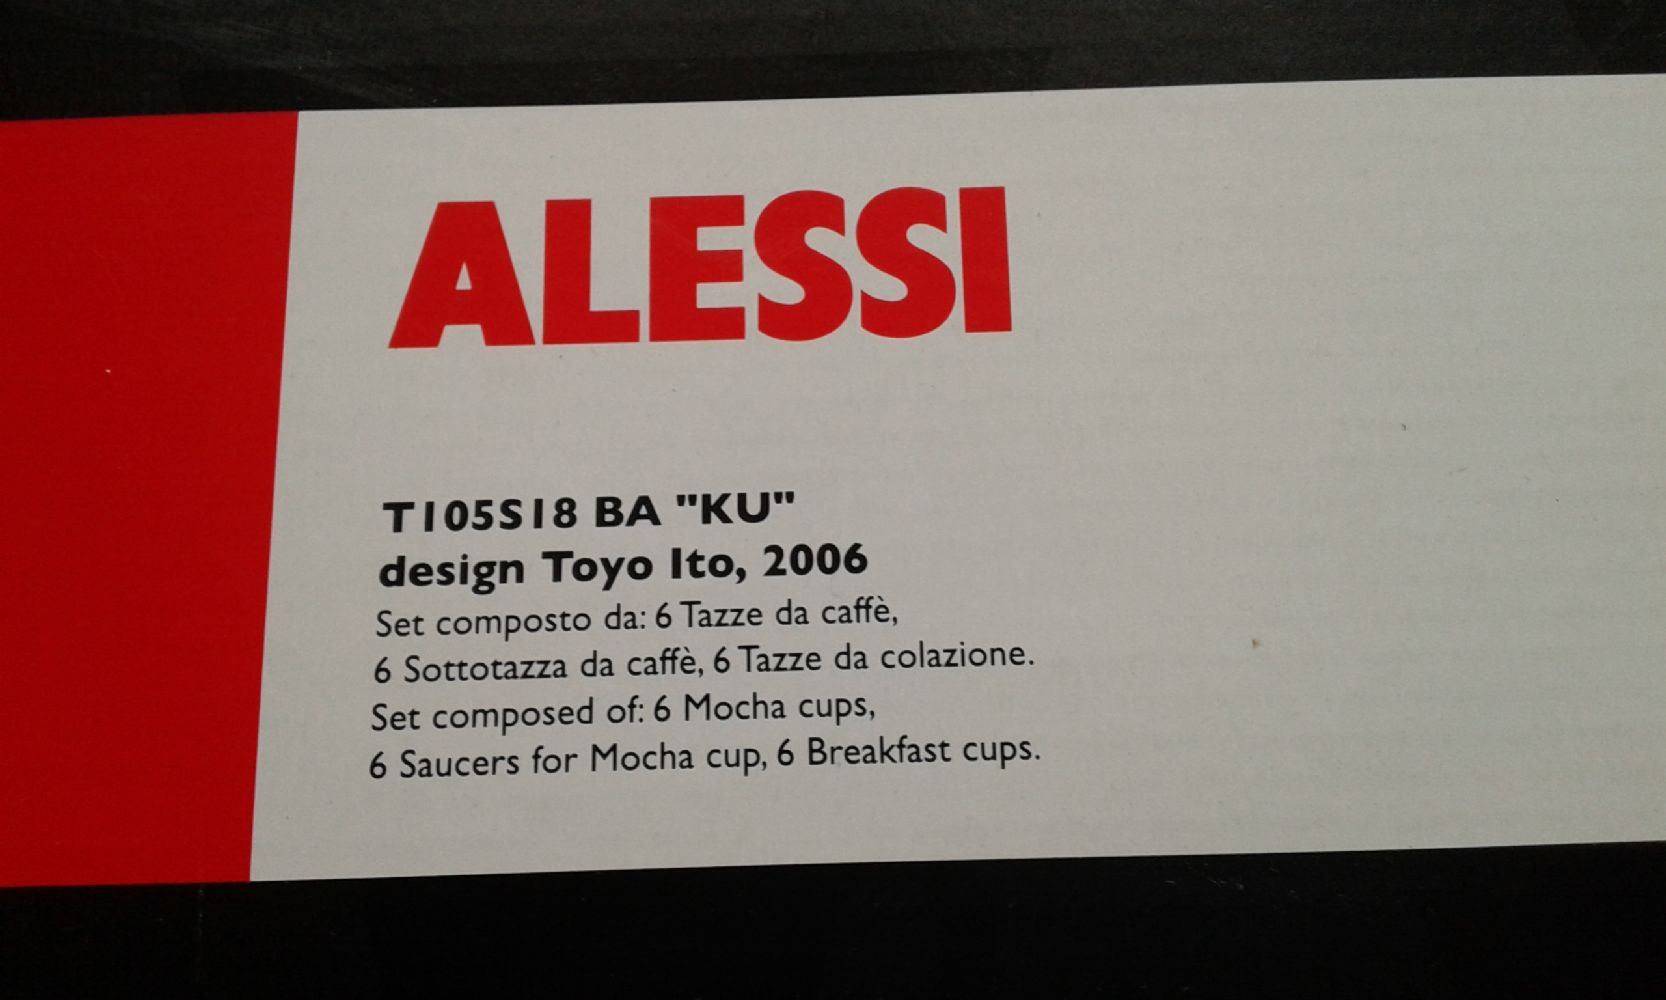 ALESSI
T105S18 BA "KU"
design Toyo Ito, 2006
Set composto da: 6 Tazze da caffè,
6 Sottotazza da caffè, 6 Tazze da colazione.
Set composed of: 6 Mocha cups,
6 Saucers for Mocha cup, 6 Breakfast cups.